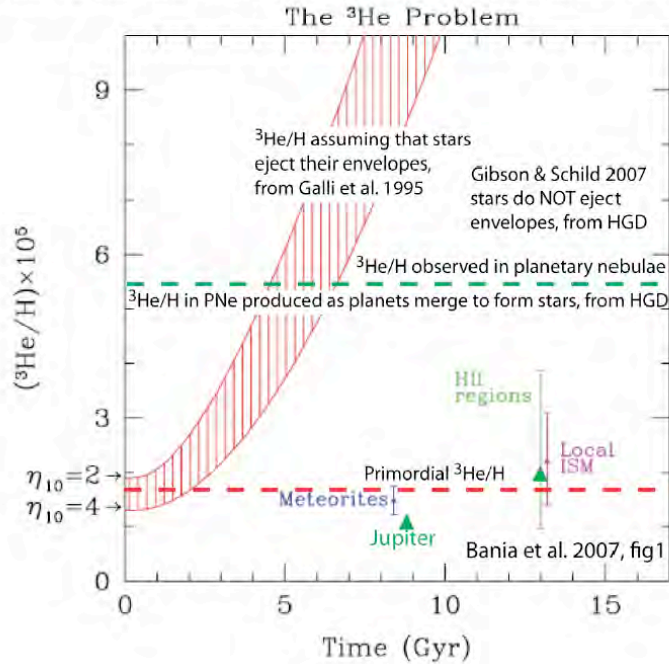 The ³He Problem
9
6
3
0
(³He/H)×10⁵
³He/H assuming that stars
eject their envelopes,
from Galli et al. 1995
Gibson & Schild 2007
stars do NOT eject
envelopes, from HGD
³He/H observed in planetary nebulae
³He/H in PNe produced as planets merge to form stars, from HGD
HII
regions
Local
ISM
η₁₀=2→
η₁₀=4→
Primordial ³He/H
Meteorites
Jupiter
Bania et al. 2007, fig1
0 5 10 15
Time (Gyr)